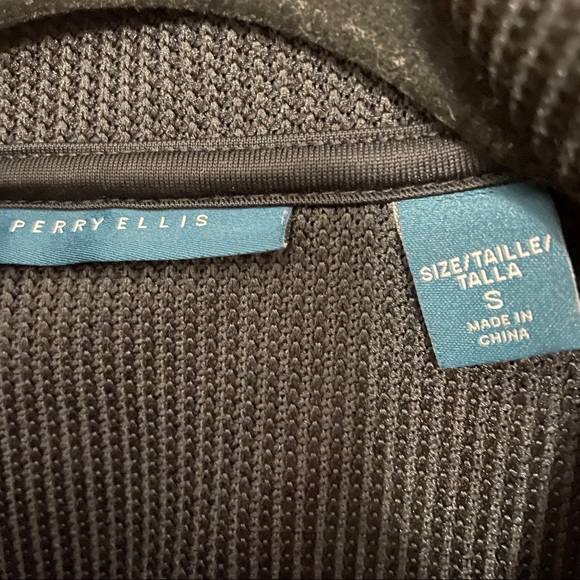 PERRY ELLIS
SIZE/TAILLE/
TALLA
S
MADE IN
CHINA